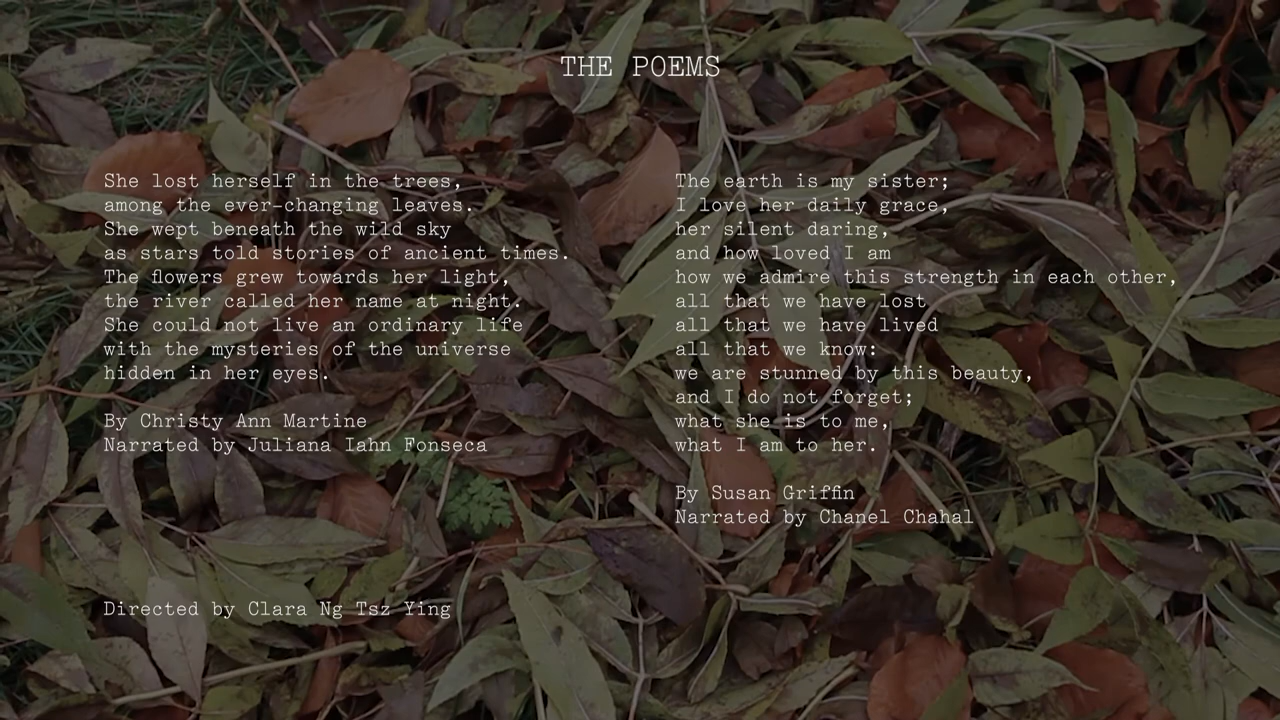 THE POEMS
She lost herself in the trees,
among the ever-changing leaves.
She wept beneath the wild sky
as stars told stories of ancient times.
The flowers grew towards her light,
the river called her name at night.
She could not live an ordinary life
with the mysteries of the universe
hidden in her eyes.
By Christy Ann Martine
Narrated by Juliana Iahn Fonseca
The earth is my sister;
I love her daily grace,
her silent daring,
and how loved I am
how we admire this strength in each other,
all that we have lost
all that we have lived
all that we know:
we are stunned by this beauty,
and I do not forget;
what she is to me,
what I am to her.
By Susan Griffin
Narrated by Chanel Chahal
Directed by Clara Ng Tsz Ying